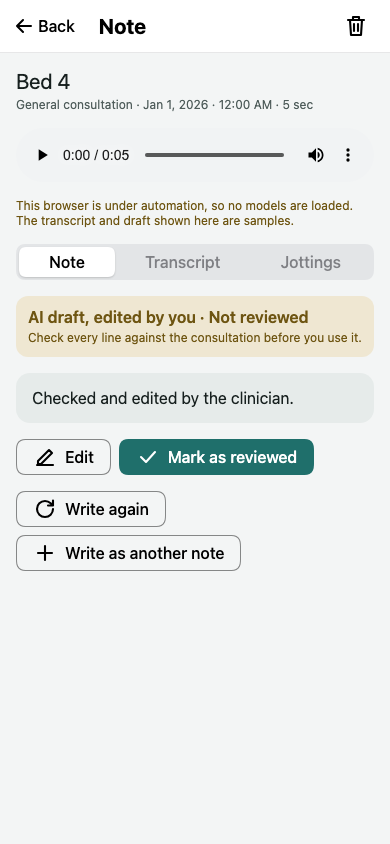 Back Note
Bed 4
General consultation · Jan 1, 2026 · 12:00 AM · 5 sec
0:00 / 0:05
This browser is under automation, so no models are loaded.
The transcript and draft shown here are samples.
Note Transcript Jottings
AI draft, edited by you · Not reviewed
Check every line against the consultation before you use it.
Checked and edited by the clinician.
Edit Mark as reviewed
Write again
Write as another note